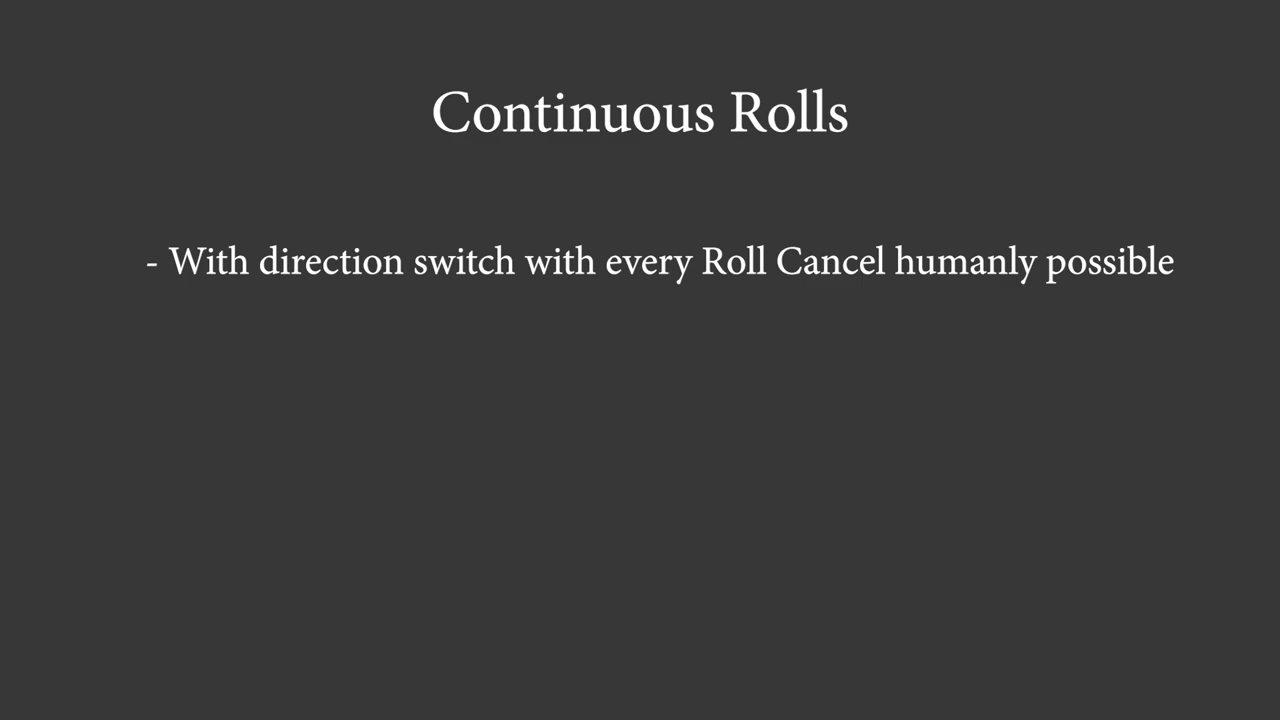 Continuous Rolls
- With direction switch with every Roll Cancel humanly possible